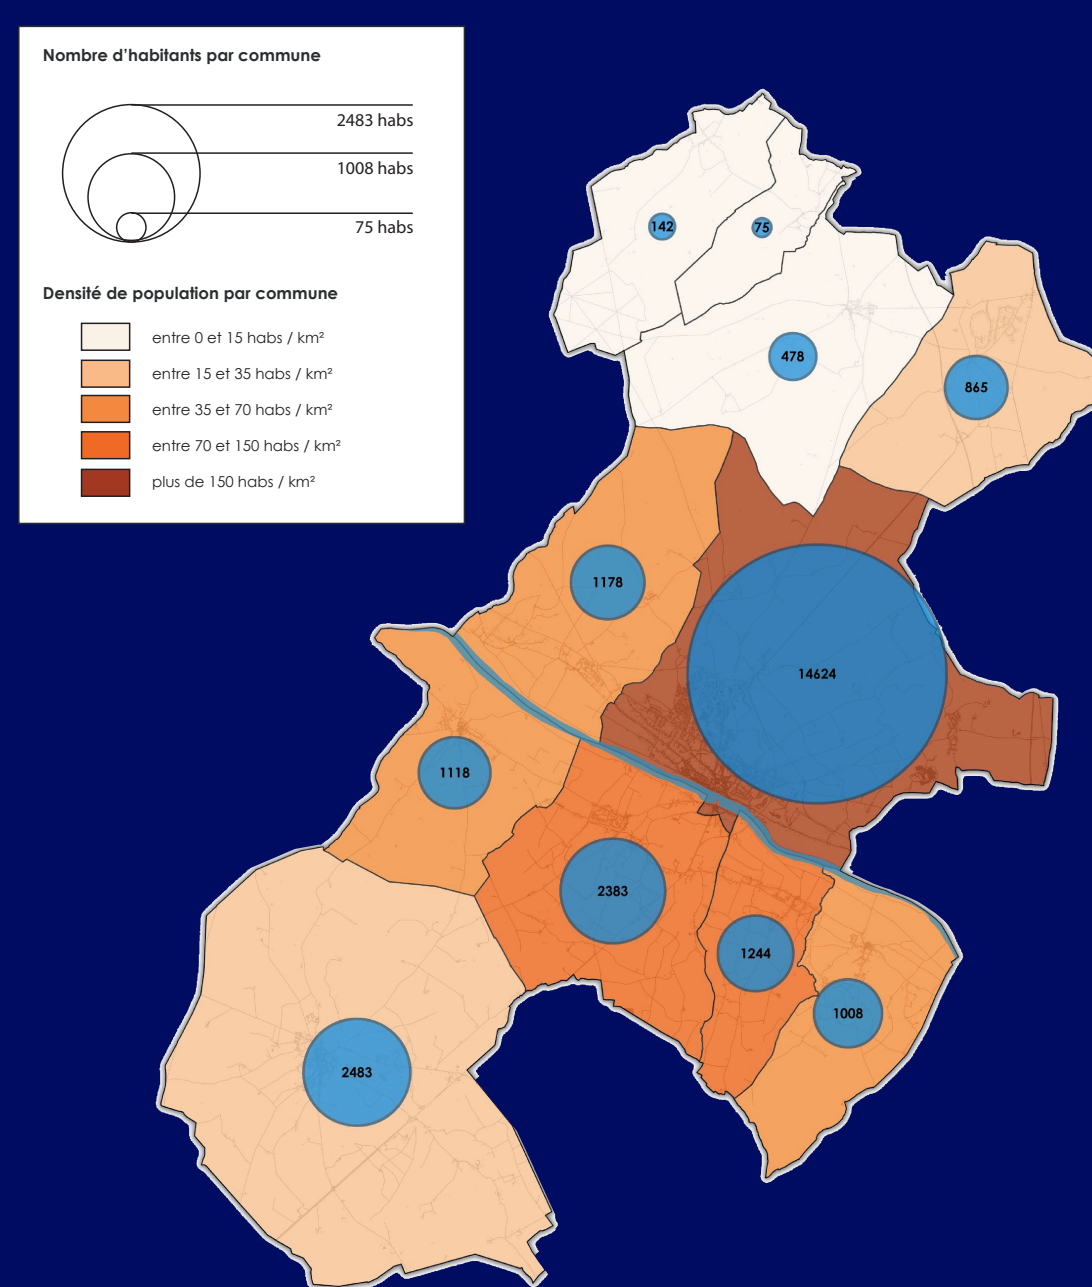 Nombre d'habitants par commune
2483 habs
1008 habs
75 habs
Densité de population par commune
entre 0 et 15 habs / km²
entre 15 et 35 habs / km²
entre 35 et 70 habs / km²
entre 70 et 150 habs / km²
plus de 150 habs / km²
142
75
478
865
1178
14624
1118
2383
1244
1008
2483